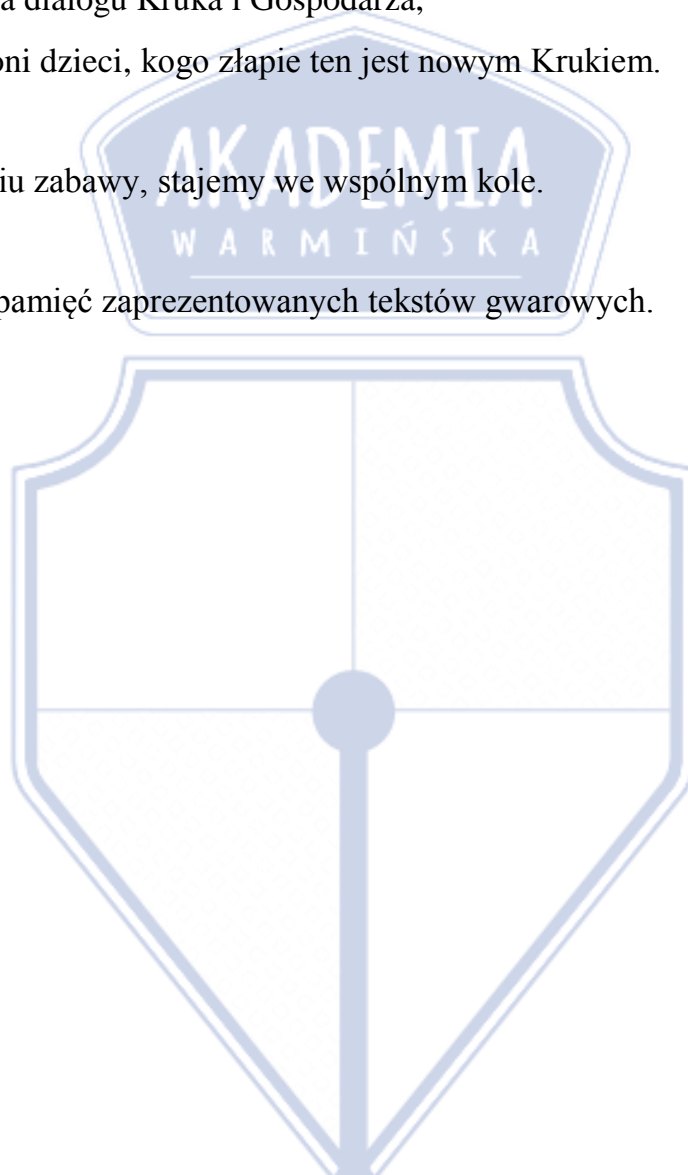 a dialogu Kruka i Gospodarza,
oni dzieci, kogo złapie ten jest nowym Krukiem.
AKADEMIA
iu zabawy, stajemy we wspólnym kole.
WARMIŃSKA
pamięć zaprezentowanych tekstów gwarowych.